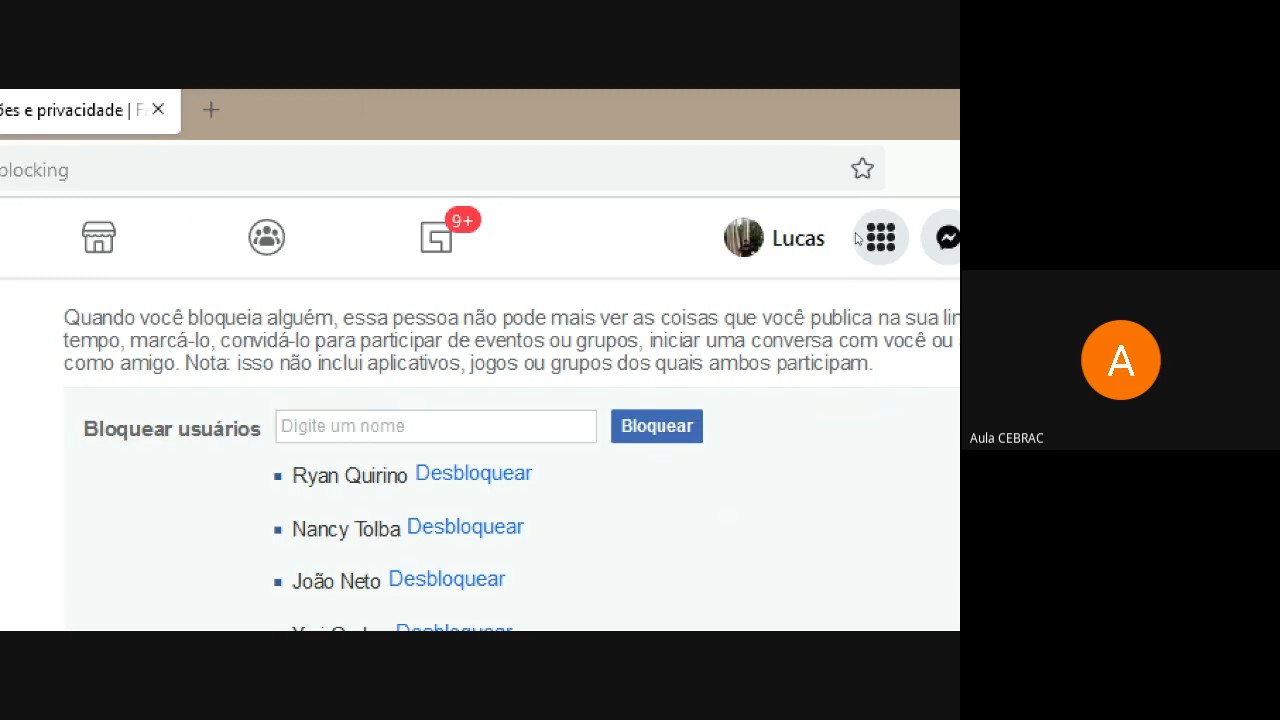 ões e privacidade | F
blocking
9+
Lucas
Quando você bloqueia alguém, essa pessoa não pode mais ver as coisas que você publica na sua lin
tempo, marcá-lo, convidá-lo para participar de eventos ou grupos, iniciar uma conversa com você ou
como amigo. Nota: isso não inclui aplicativos, jogos ou grupos dos quais ambos participam.
Bloquear usuários Digite um nome Bloquear
Ryan Quirino Desbloquear
Nancy Tolba Desbloquear
João Neto Desbloquear
Desbloquear
A
Aula CEBRAC